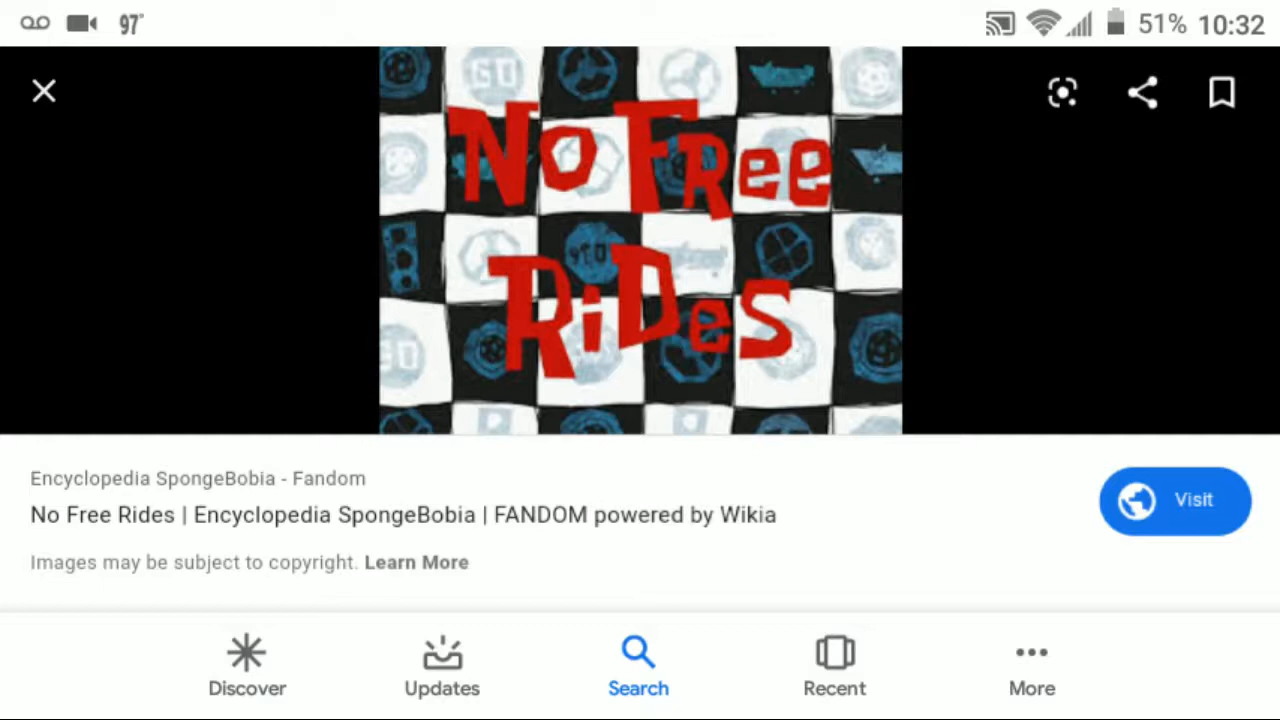 97° 51% 10:32
No FRee
RiDes
Encyclopedia SpongeBobia - Fandom
No Free Rides | Encyclopedia SpongeBobia | FANDOM powered by Wikia
Visit
Images may be subject to copyright. Learn More
Discover Updates Search Recent More